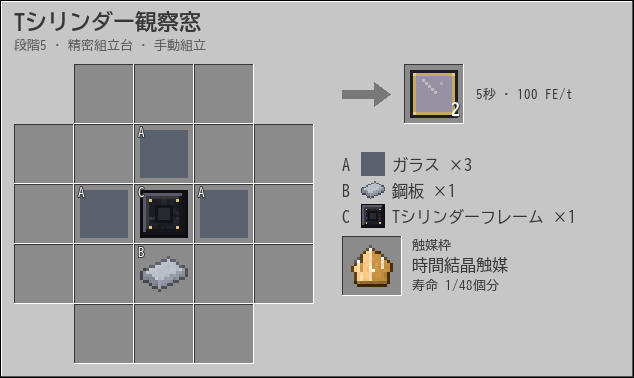 Tシリンダー観察窓
段階5 · 精密組立台 · 手動組立
A
A
C
A
B
2
5秒 · 100 FE/t
A ガラス ×3
B 鋼板 ×1
C Tシリンダーフレーム ×1
触媒枠
時間結晶触媒
寿命 1/48個分